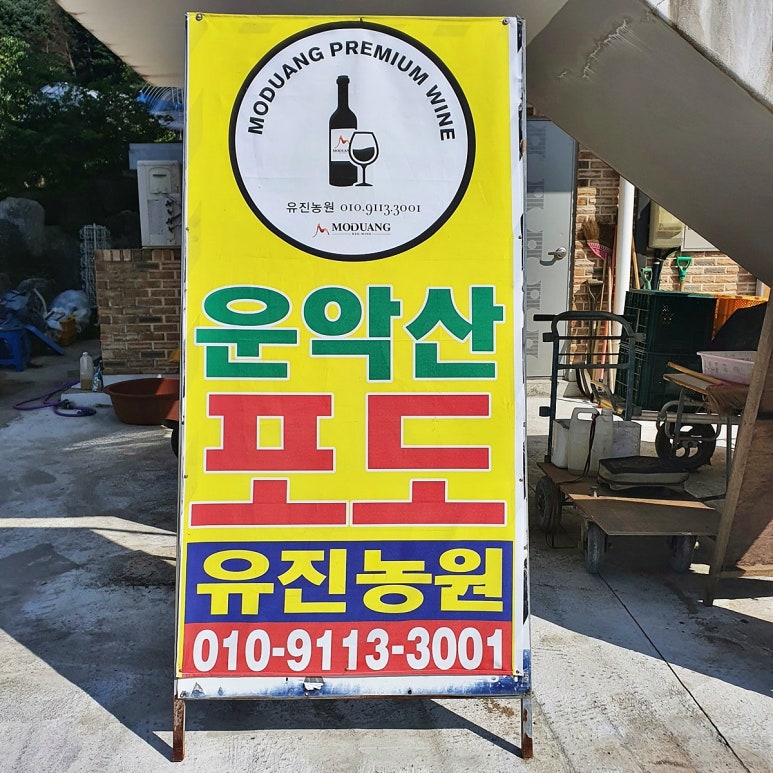 MODUANG PREMIUM WINE
MODUANG
유진농원 010.9113.3001
MODUANG
운악산
포도
유진농원
010-9113-3001